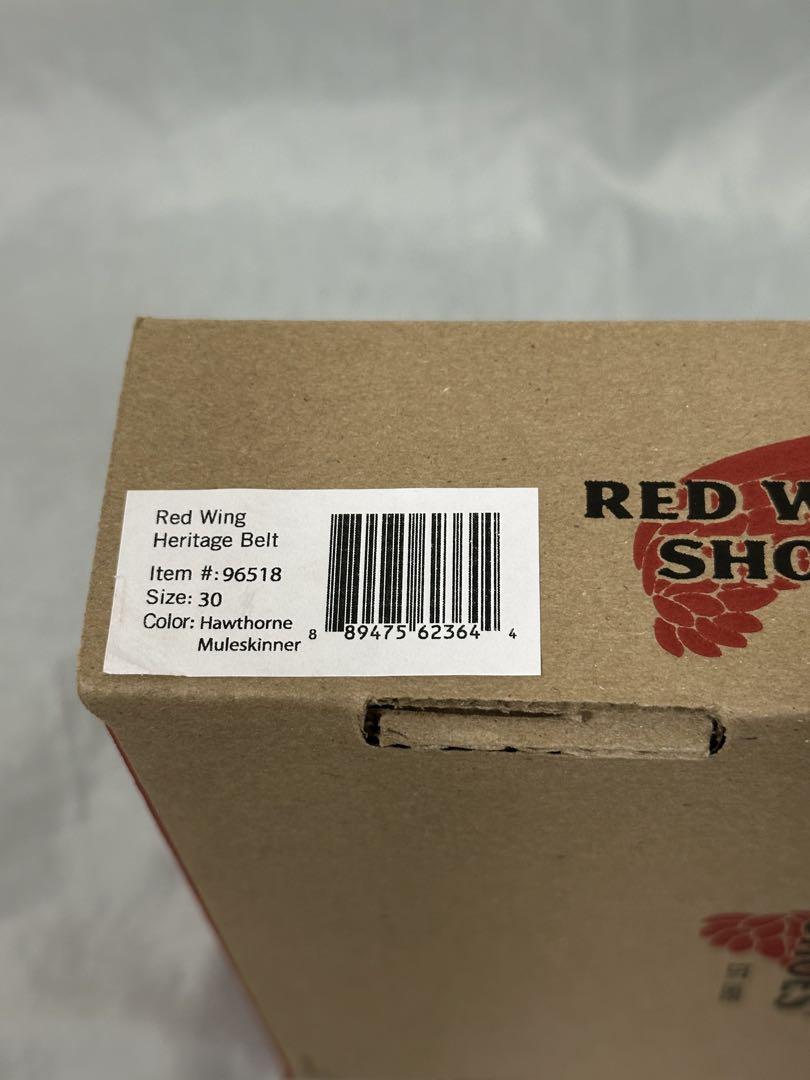 Red Wing
Heritage Belt
Item #: 96518
Size: 30
Color: Hawthorne
Muleskinner
8 89475 62364 4
RED W
SHO